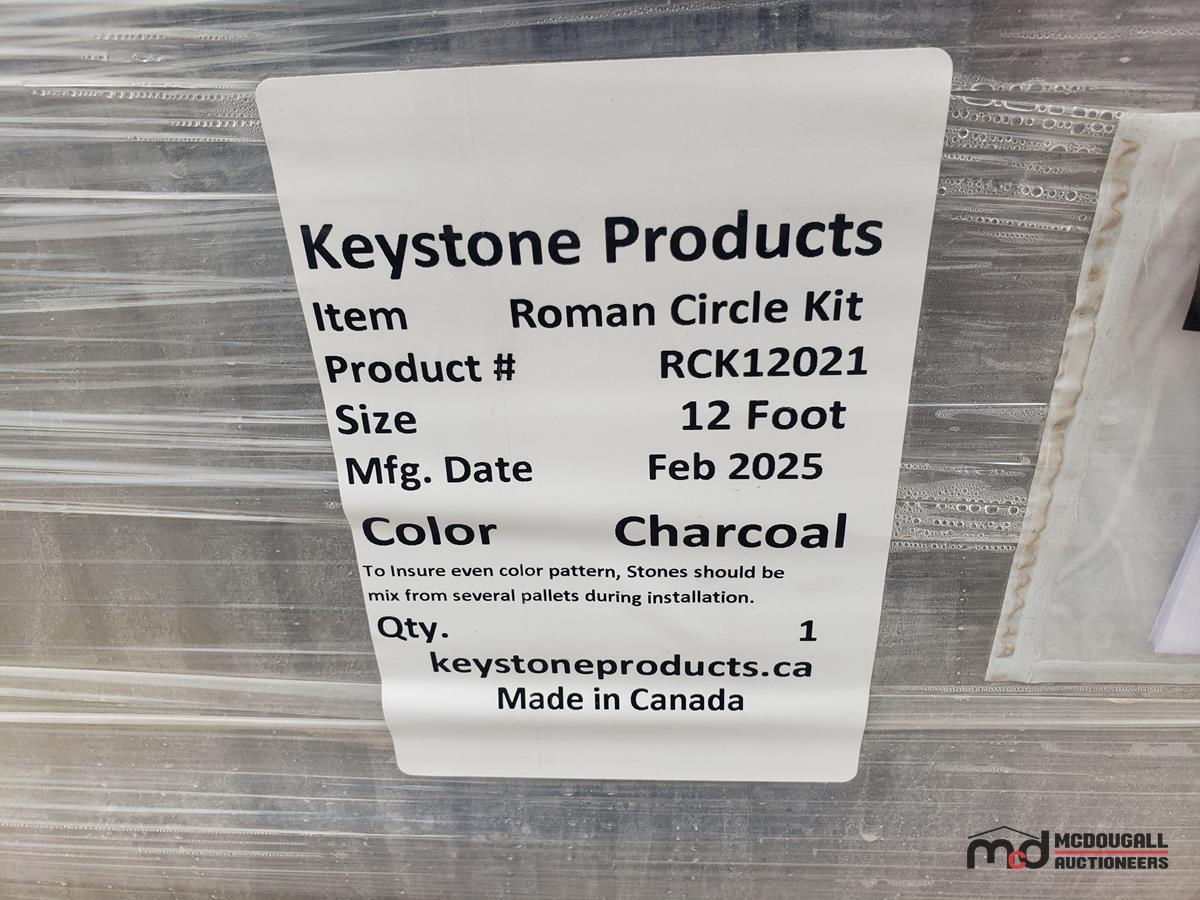 Keystone Products
Item Roman Circle Kit
Product # RCK12021
Size 12 Foot
Mfg. Date Feb 2025
Color Charcoal
To Insure even color pattern, Stones should be
mix from several pallets during installation.
Qty. 1
keystoneproducts.ca
Made in Canada
mcd MCDOUGALL
AUCTIONEERS